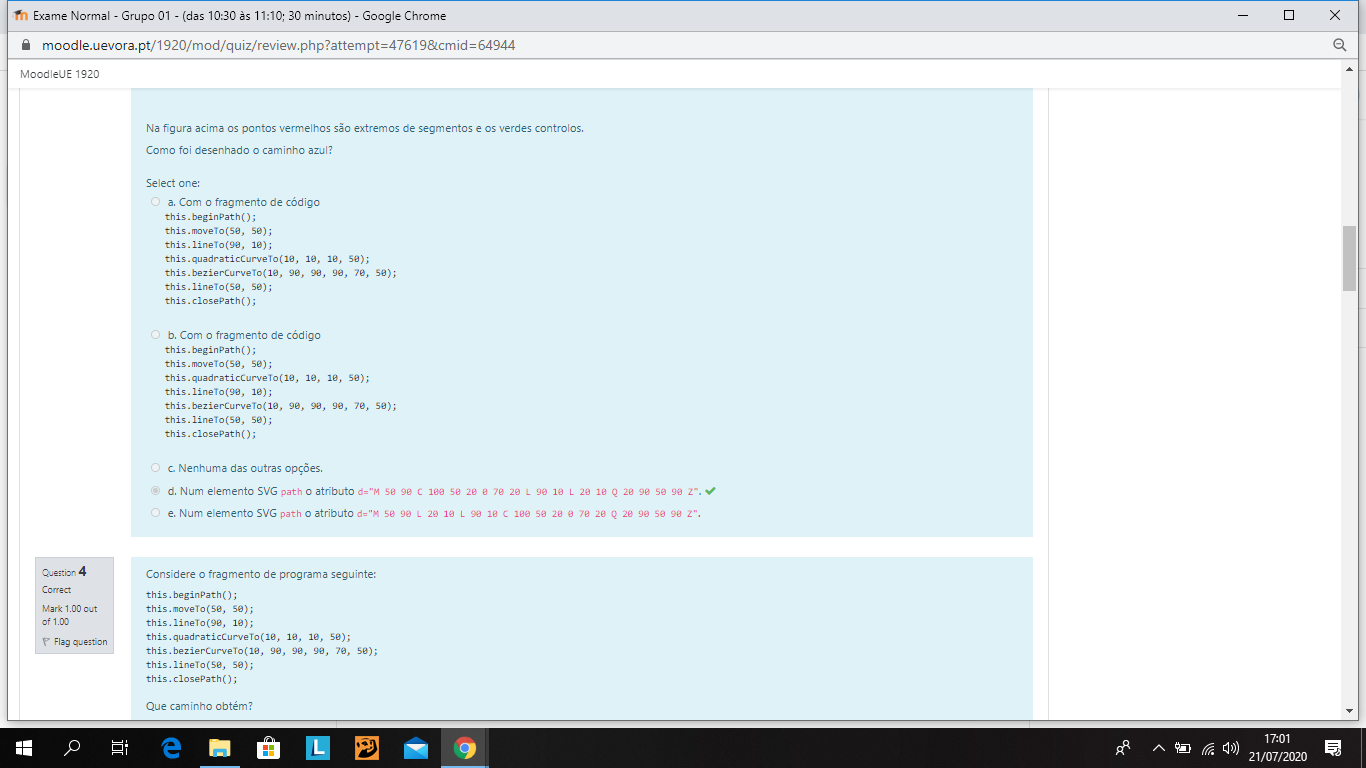 Exame Normal - Grupo 01 - (das 10:30 às 11:10; 30 minutos) - Google Chrome
moodle.uevora.pt/1920/mod/quiz/review.php?attempt=47619&cmid=64944
MoodleUE 1920
Na figura acima os pontos vermelhos são extremos de segmentos e os verdes controlos.
Como foi desenhado o caminho azul?
Select one:
a. Com o fragmento de código
this.beginPath();
this.moveTo(50, 50);
this.lineTo(90, 10);
this.quadraticCurveTo(10, 10, 10, 50);
this.bezierCurveTo(10, 90, 90, 90, 70, 50);
this.lineTo(50, 50);
this.closePath();
b. Com o fragmento de código
this.beginPath();
this.moveTo(50, 50);
this.quadraticCurveTo(10, 10, 10, 50);
this.lineTo(90, 10);
this.bezierCurveTo(10, 90, 90, 90, 70, 50);
this.lineTo(50, 50);
this.closePath();
c. Nenhuma das outras opções.
d. Num elemento SVG path o atributo d="M 50 90 C 100 50 20 0 70 20 L 90 10 L 20 10 Q 20 90 50 90 Z".
e. Num elemento SVG path o atributo d="M 50 90 L 20 10 L 90 10 C 100 50 20 0 70 20 Q 20 90 50 90 Z".
Question 4
Correct
Mark 1.00 out
of 1.00
Flag question
Considere o fragmento de programa seguinte:
this.beginPath();
this.moveTo(50, 50);
this.lineTo(90, 10);
this.quadraticCurveTo(10, 10, 10, 50);
this.bezierCurveTo(10, 90, 90, 90, 70, 50);
this.lineTo(50, 50);
this.closePath();
Que caminho obtém?
17:01
21/07/2020